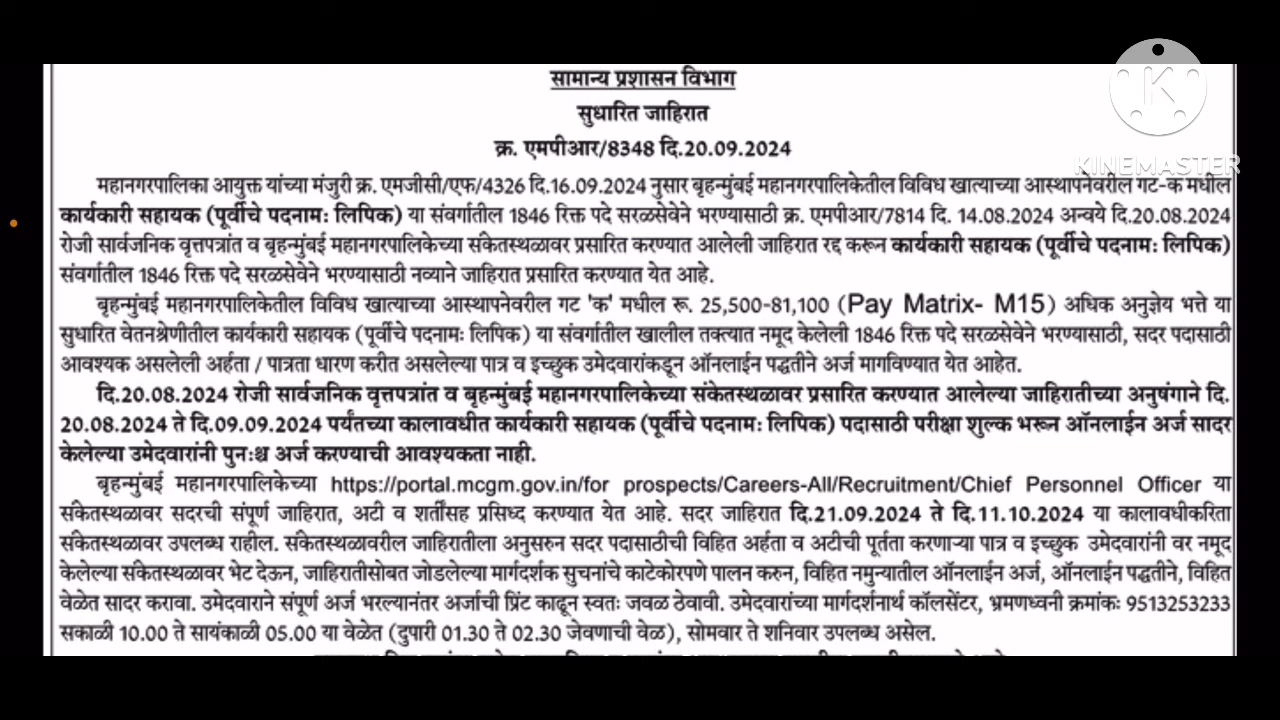 सामान्य प्रशासन विभाग
सुधारित जाहिरात
क्र. एमपीआर/8348 दि.20.09.2024
KINEMASTER
महानगरपालिका आयुक्त यांच्या मंजुरी क्र. एमजीसी/एफ/4326 दि.16.09.2024 नुसार बृहन्मुंबई महानगरपालिकेतील विविध खात्याच्या आस्थापनेवरील गट-क मधील
कार्यकारी सहायक (पूर्वीचे पदनामः लिपिक) या संवर्गातील 1846 रिक्त पदे सरळसेवेने भरण्यासाठी क्र. एमपीआर/7814 दि. 14.08.2024 अन्वये दि.20.08.2024
रोजी सार्वजनिक वृत्तपत्रांत व बृहन्मुंबई महानगरपालिकेच्या संकेतस्थळावर प्रसारित करण्यात आलेली जाहिरात रद्द करून कार्यकारी सहायक (पूर्वीचे पदनामः लिपिक)
संवर्गातील 1846 रिक्त पदे सरळसेवेने भरण्यासाठी नव्याने जाहिरात प्रसारित करण्यात येत आहे.
बृहन्मुंबई महानगरपालिकेतील विविध खात्याच्या आस्थापनेवरील गट 'क' मधील रू. 25,500-81,100 (Pay Matrix- M15) अधिक अनुज्ञेय भत्ते या
सुधारित वेतनश्रेणीतील कार्यकारी सहायक (पूर्वीचे पदनामः लिपिक) या संवर्गातील खालील तक्त्यात नमूद केलेली 1846 रिक्त पदे सरळसेवेने भरण्यासाठी, सदर पदासाठी
आवश्यक असलेली अर्हता / पात्रता धारण करीत असलेल्या पात्र व इच्छुक उमेदवारांकडून ऑनलाईन पद्धतीने अर्ज मागविण्यात येत आहेत.
दि.20.08.2024 रोजी सार्वजनिक वृत्तपत्रांत व बृहन्मुंबई महानगरपालिकेच्या संकेतस्थळावर प्रसारित करण्यात आलेल्या जाहिरातीच्या अनुषंगाने दि.
20.08.2024 ते दि.09.09.2024 पर्यंतच्या कालावधीत कार्यकारी सहायक (पूर्वीचे पदनामः लिपिक) पदासाठी परीक्षा शुल्क भरून ऑनलाईन अर्ज सादर
केलेल्या उमेदवारांनी पुनःश्च अर्ज करण्याची आवश्यकता नाही.
बृहन्मुंबई महानगरपालिकेच्या https://portal.mcgm.gov.in/for prospects/Careers-All/Recruitment/Chief Personnel Officer या
संकेतस्थळावर सदरची संपूर्ण जाहिरात, अटी व शर्तींसह प्रसिध्द करण्यात येत आहे. सदर जाहिरात दि.21.09.2024 ते दि.11.10.2024 या कालावधीकरिता
संकेतस्थळावर उपलब्ध राहील. संकेतस्थळावरील जाहिरातीला अनुसरुन सदर पदासाठीची विहित अर्हता व अटीची पूर्तता करणाऱ्या पात्र व इच्छुक उमेदवारांनी वर नमूद
केलेल्या संकेतस्थळावर भेट देऊन, जाहिरातीसोबत जोडलेल्या मार्गदर्शक सुचनांचे काटेकोरपणे पालन करुन, विहित नमुन्यातील ऑनलाईन अर्ज, ऑनलाईन पद्धतीने, विहित
वेळेत सादर करावा. उमेदवाराने संपूर्ण अर्ज भरल्यानंतर अर्जाची प्रिंट काढून स्वतः जवळ ठेवावी. उमेदवारांच्या मार्गदर्शनार्थ कॉलसेंटर, भ्रमणध्वनी क्रमांकः 9513253233
सकाळी 10.00 ते सायंकाळी 05.00 या वेळेत (दुपारी 01.30 ते 02.30 जेवणाची वेळ), सोमवार ते शनिवार उपलब्ध असेल.